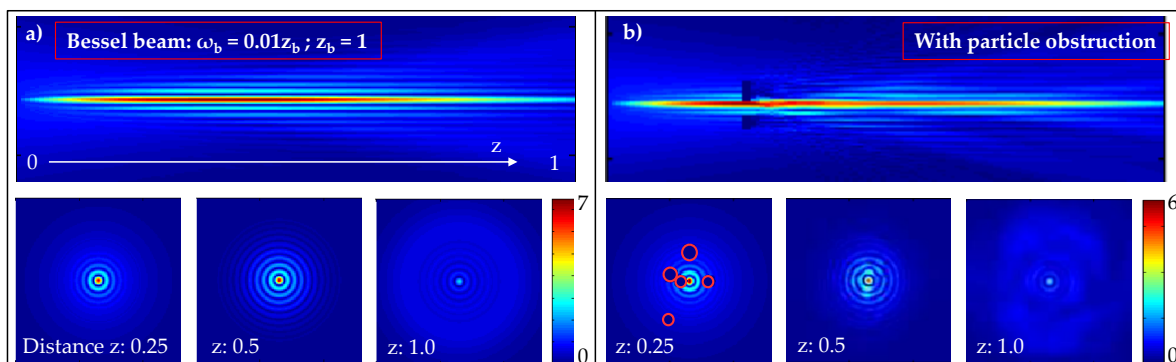 a)
Bessel beam: ω_b = 0.01z_b ; z_b = 1
0
z
1
Distance z: 0.25
z: 0.5
z: 1.0
7
0
b)
With particle obstruction
z: 0.25
z: 0.5
z: 1.0
6
0